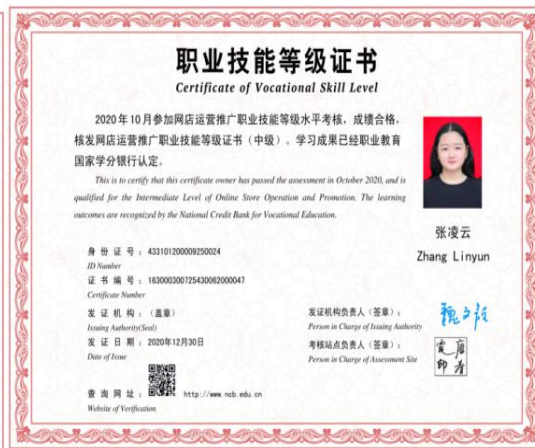 职业技能等级证书
Certificate of Vocational Skill Level
2020年10月参加网店运营推广职业技能等级水平考核，成绩合格，
核发网店运营推广职业技能等级证书（中级）。学习成果已经职业教育
国家学分银行认定。
This is to certify that this certificate owner has passed the assessment in October 2020, and is
qualified for the Intermediate Level of Online Store Operation and Promotion. The learning
outcomes are recognized by the National Credit Bank for Vocational Education.
张凌云
Zhang Linyun
身份证号：433101200009250024
ID Number
证书编号：163000300725430062000047
Certificate Number
发证机构：（盖章）
Issuing Authority(Seal)
发证日期：2020年12月30日
Date of Issue
发证机构负责人（签章）：
Person in Charge of Issuing Authority
考核站点负责人（签章）：
Person in Charge of Assessment Site
查询网址：http://www.ncb.edu.cn
Website of Verification